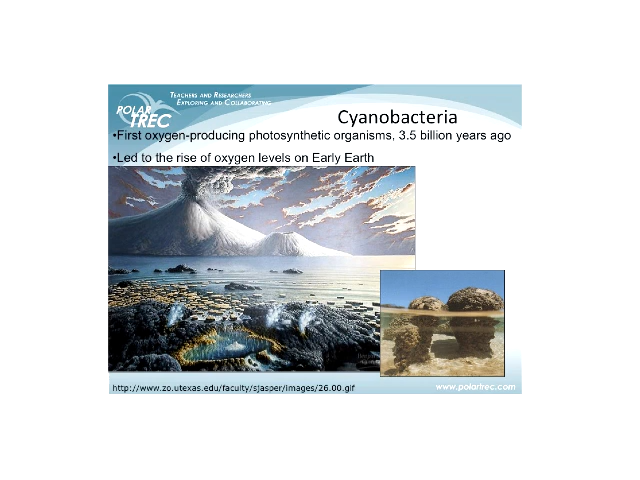 TEACHERS AND RESEARCHERS
EXPLORING AND COLLABORATING
POLAR
TREC
Cyanobacteria
•First oxygen-producing photosynthetic organisms, 3.5 billion years ago
•Led to the rise of oxygen levels on Early Earth
http://www.zo.utexas.edu/faculty/sjasper/images/26.00.gif
www.polartrec.com